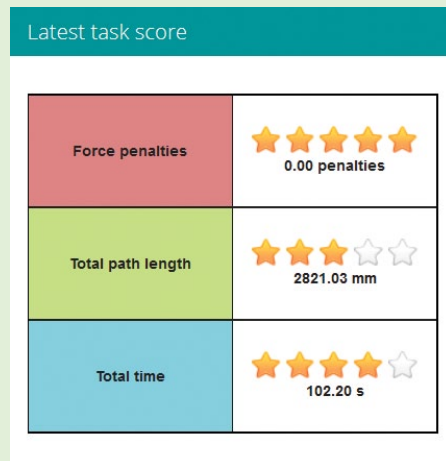 Latest task score
Force penalties
0.00 penalties
Total path length
2821.03 mm
Total time
102.20 s